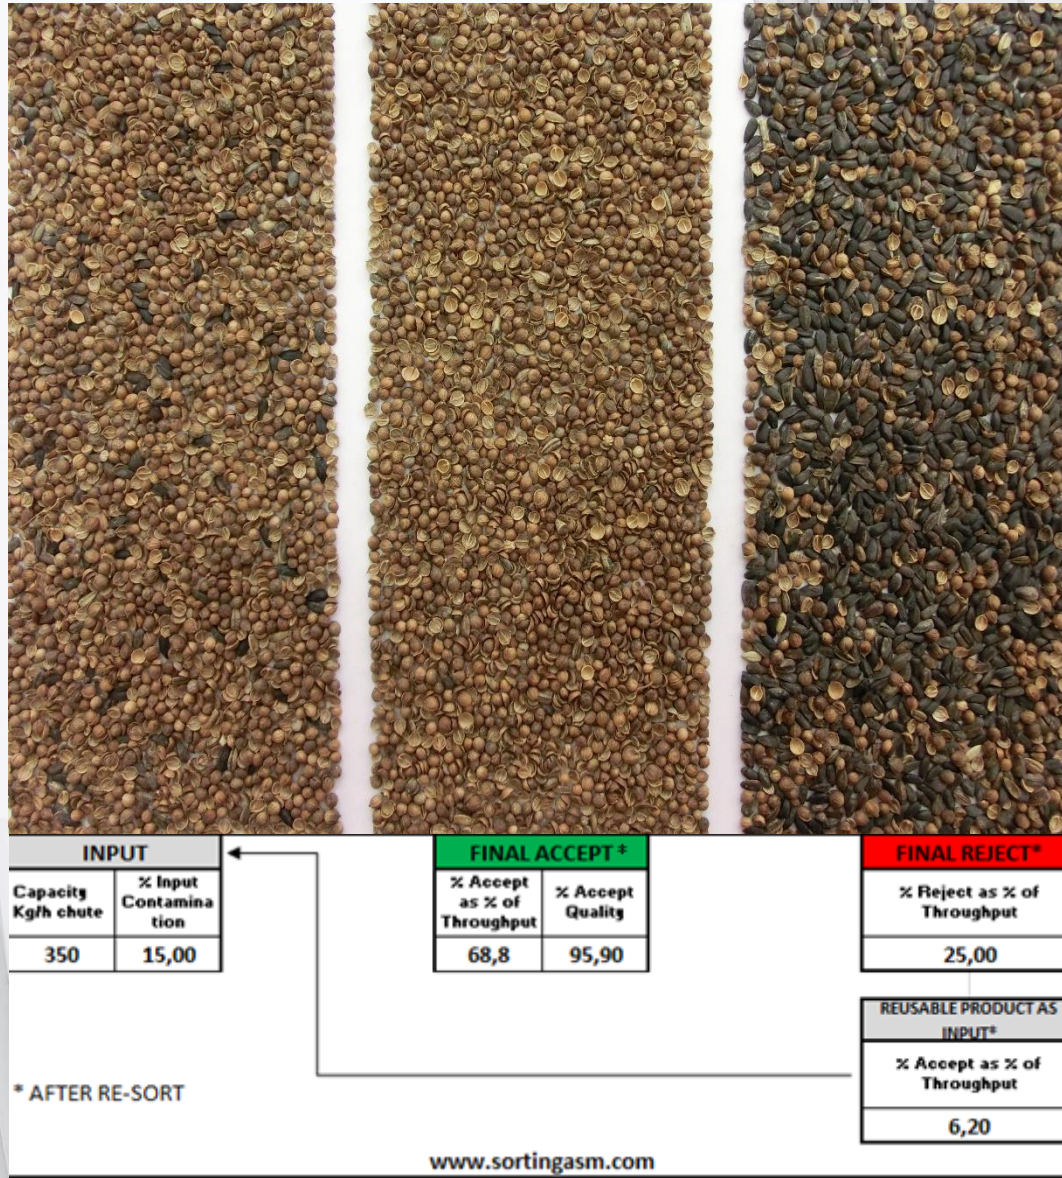 INPUT
Capacity
Kg/h chute
% Input
Contamina
tion
350
15,00
FINAL ACCEPT *
% Accept
as % of
Throughput
% Accept
Quality
68,8
95,90
FINAL REJECT*
% Reject as % of
Throughput
25,00
REUSABLE PRODUCT AS
INPUT*
% Accept as % of
Throughput
6,20
* AFTER RE-SORT
www.sortingasm.com